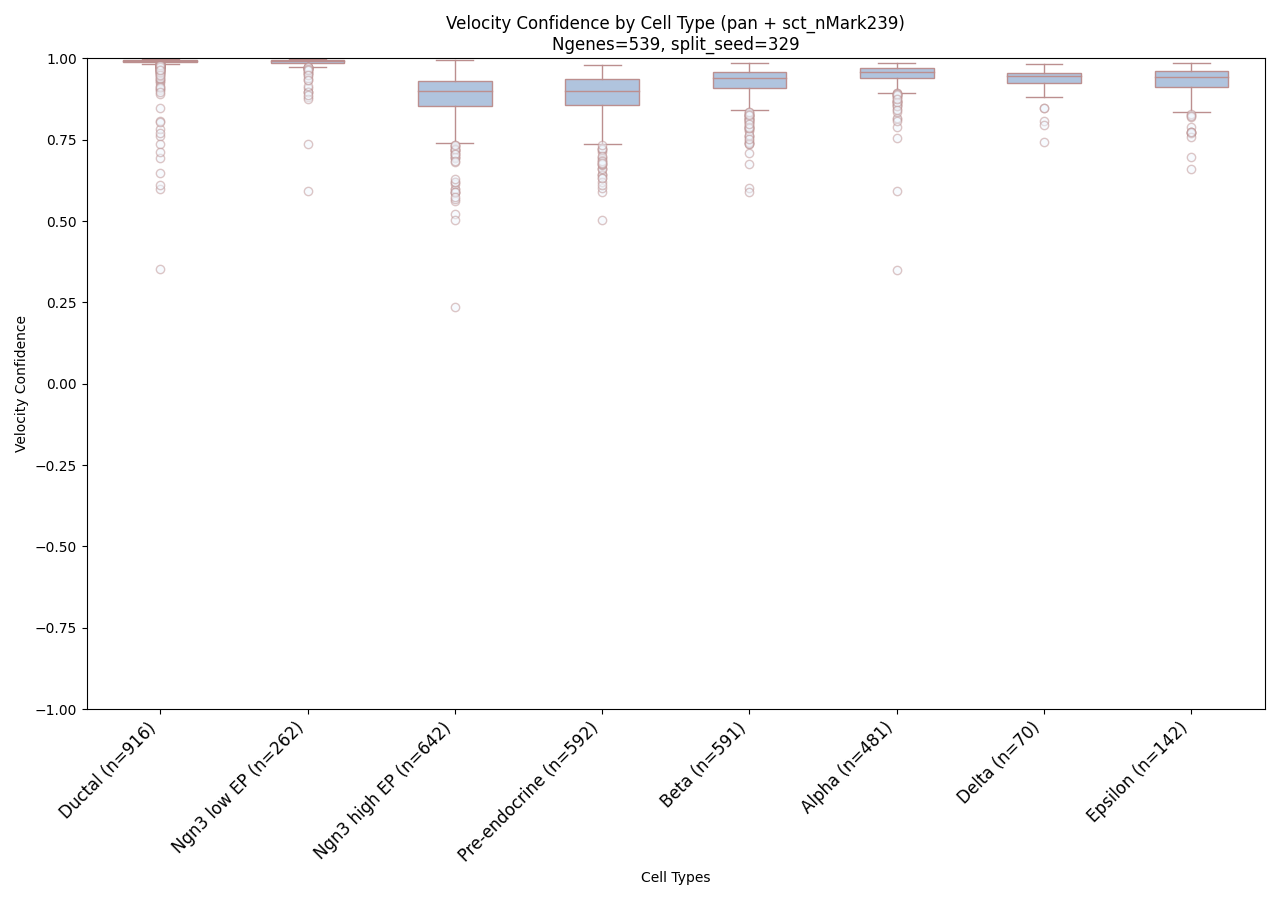 Velocity Confidence by Cell Type (pan + sct_nMark239)
Ngenes=539, split_seed=329
Velocity Confidence
1.00
0.75
0.50
0.25
0.00
−0.25
−0.50
−0.75
−1.00
Ductal (n=916)
Ngn3 low EP (n=262)
Ngn3 high EP (n=642)
Pre-endocrine (n=592)
Beta (n=591)
Alpha (n=481)
Delta (n=70)
Epsilon (n=142)
Cell Types